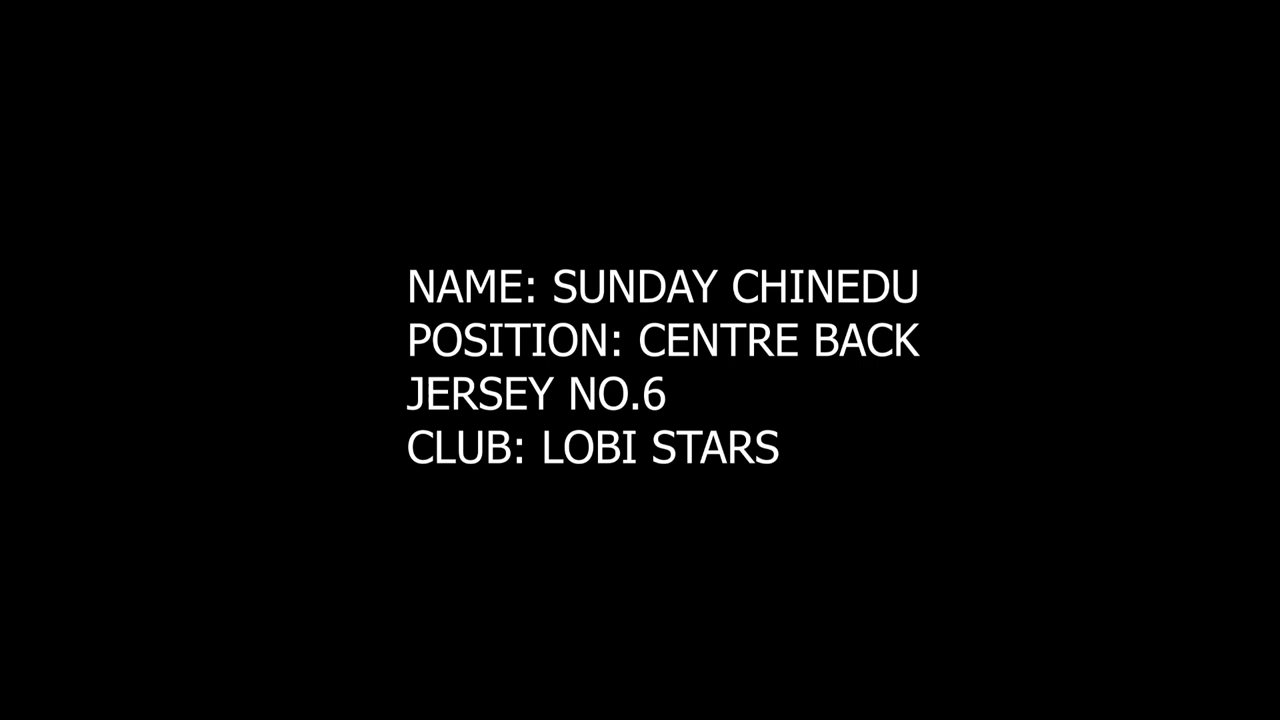 NAME: SUNDAY CHINEDU
POSITION: CENTRE BACK
JERSEY NO.6
CLUB: LOBI STARS